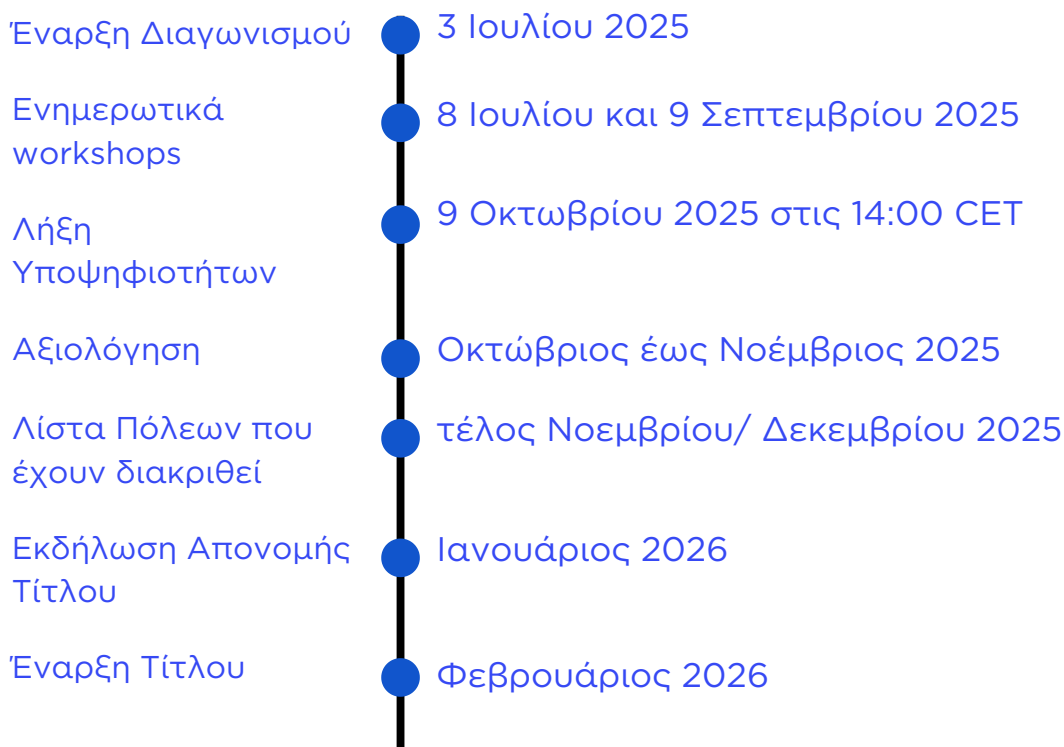 Έναρξη Διαγωνισμού
3 Ιουλίου 2025
Ενημερωτικά
workshops
8 Ιουλίου και 9 Σεπτεμβρίου 2025
Λήξη
Υποψηφιοτήτων
9 Οκτωβρίου 2025 στις 14:00 CET
Αξιολόγηση
Οκτώβριος έως Νοέμβριος 2025
Λίστα Πόλεων που
έχουν διακριθεί
τέλος Νοεμβρίου/ Δεκεμβρίου 2025
Εκδήλωση Απονομής
Τίτλου
Ιανουάριος 2026
Έναρξη Τίτλου
Φεβρουάριος 2026